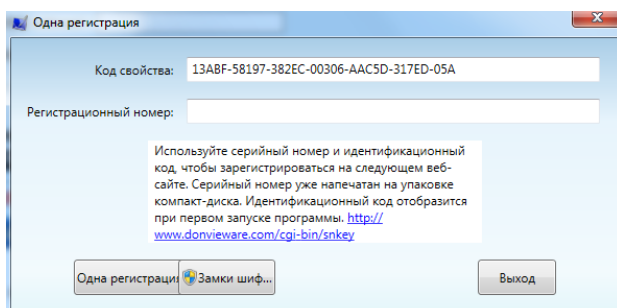 Одна регистрация
Код свойства: 13ABF-58197-382EC-00306-AAC5D-317ED-05A
Регистрационный номер:
Используйте серийный номер и идентификационный
код, чтобы зарегистрироваться на следующем веб-
сайте. Серийный номер уже напечатан на упаковке
компакт-диска. Идентификационный код отобразится
при первом запуске программы. http://
www.donvieware.com/cgi-bin/snkey
Одна регистраци Замки шиф... Выход